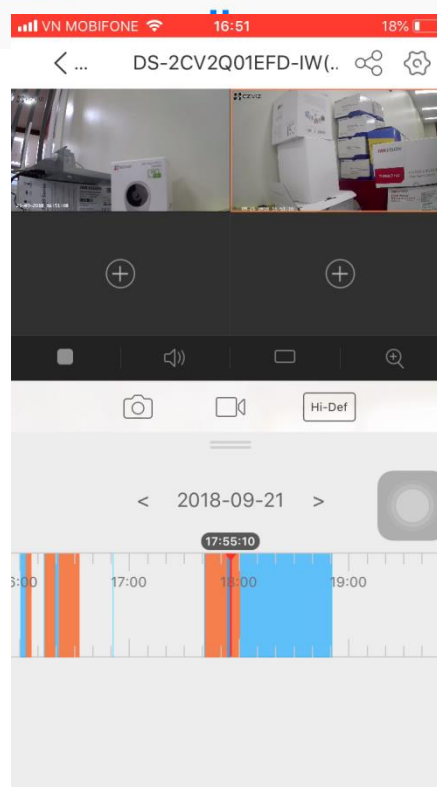 VN MOBIFONE 16:51 18%
< ... DS-2CV2Q01EFD-IW(..
EZVIZ
Hi-Def
< 2018-09-21 >
17:55:10
17:00 18:00 19:00